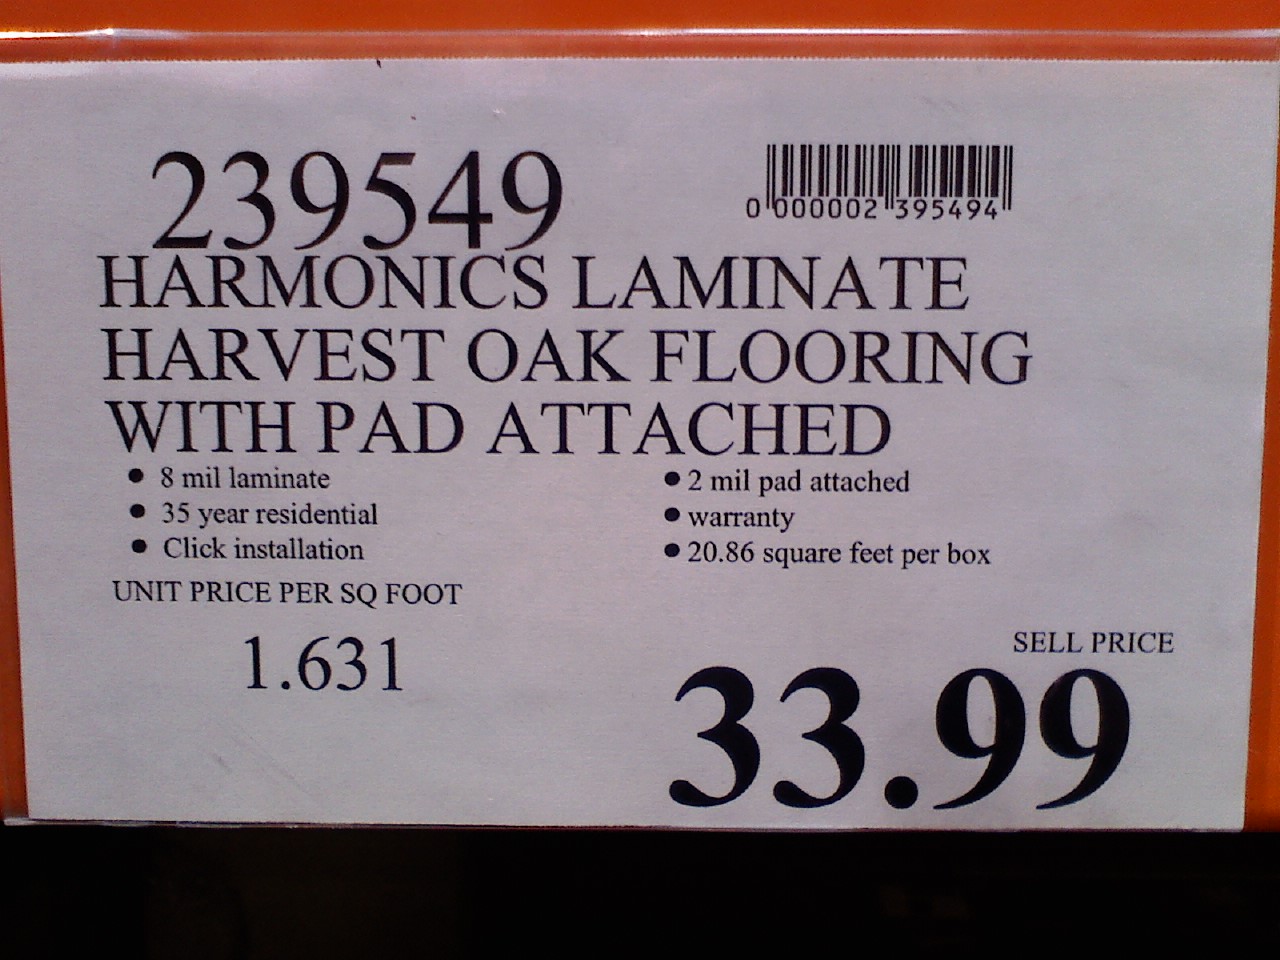 239549
0 000002 395494
HARMONICS LAMINATE
HARVEST OAK FLOORING
WITH PAD ATTACHED
• 8 mil laminate
• 2 mil pad attached
• 35 year residential
• warranty
• Click installation
• 20.86 square feet per box
UNIT PRICE PER SQ FOOT
1.631
SELL PRICE
33.99